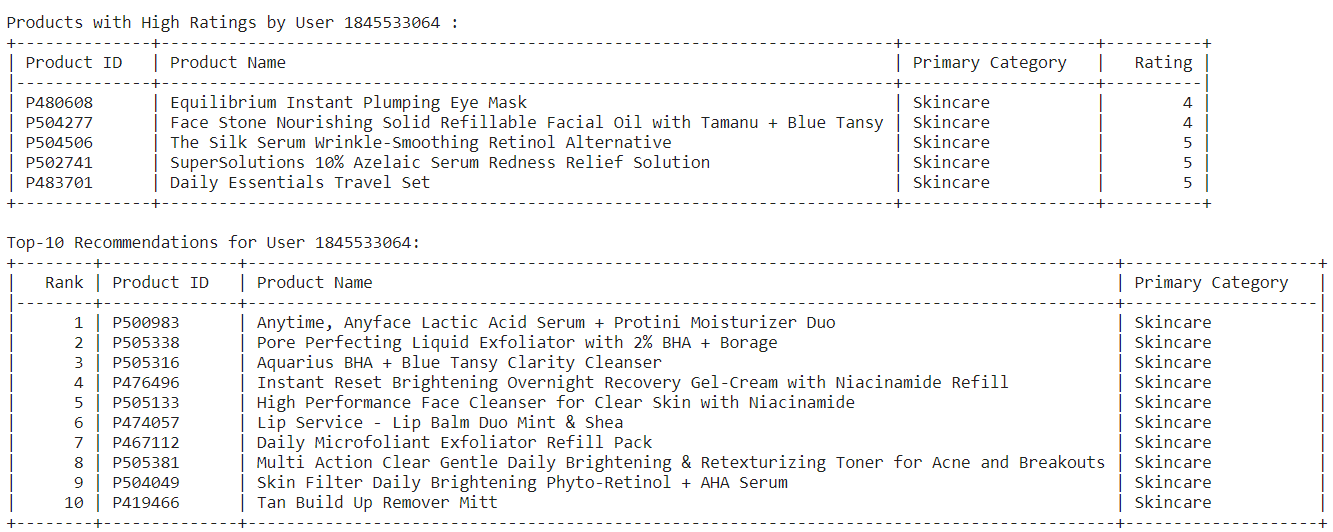 Products with High Ratings by User 1845533064 :
Product ID | Product Name | Primary Category | Rating
P480608 | Equilibrium Instant Plumping Eye Mask | Skincare | 4
P504277 | Face Stone Nourishing Solid Refillable Facial Oil with Tamanu + Blue Tansy | Skincare | 4
P504506 | The Silk Serum Wrinkle-Smoothing Retinol Alternative | Skincare | 5
P502741 | SuperSolutions 10% Azelaic Serum Redness Relief Solution | Skincare | 5
P483701 | Daily Essentials Travel Set | Skincare | 5
Top-10 Recommendations for User 1845533064:
Rank | Product ID | Product Name | Primary Category
1 | P500983 | Anytime, Anyface Lactic Acid Serum + Protini Moisturizer Duo | Skincare
2 | P505338 | Pore Perfecting Liquid Exfoliator with 2% BHA + Borage | Skincare
3 | P505316 | Aquarius BHA + Blue Tansy Clarity Cleanser | Skincare
4 | P476496 | Instant Reset Brightening Overnight Recovery Gel-Cream with Niacinamide Refill | Skincare
5 | P505133 | High Performance Face Cleanser for Clear Skin with Niacinamide | Skincare
6 | P474057 | Lip Service - Lip Balm Duo Mint & Shea | Skincare
7 | P467112 | Daily Microfoliant Exfoliator Refill Pack | Skincare
8 | P505381 | Multi Action Clear Gentle Daily Brightening & Retexturizing Toner for Acne and Breakouts | Skincare
9 | P504049 | Skin Filter Daily Brightening Phyto-Retinol + AHA Serum | Skincare
10 | P419466 | Tan Build Up Remover Mitt | Skincare